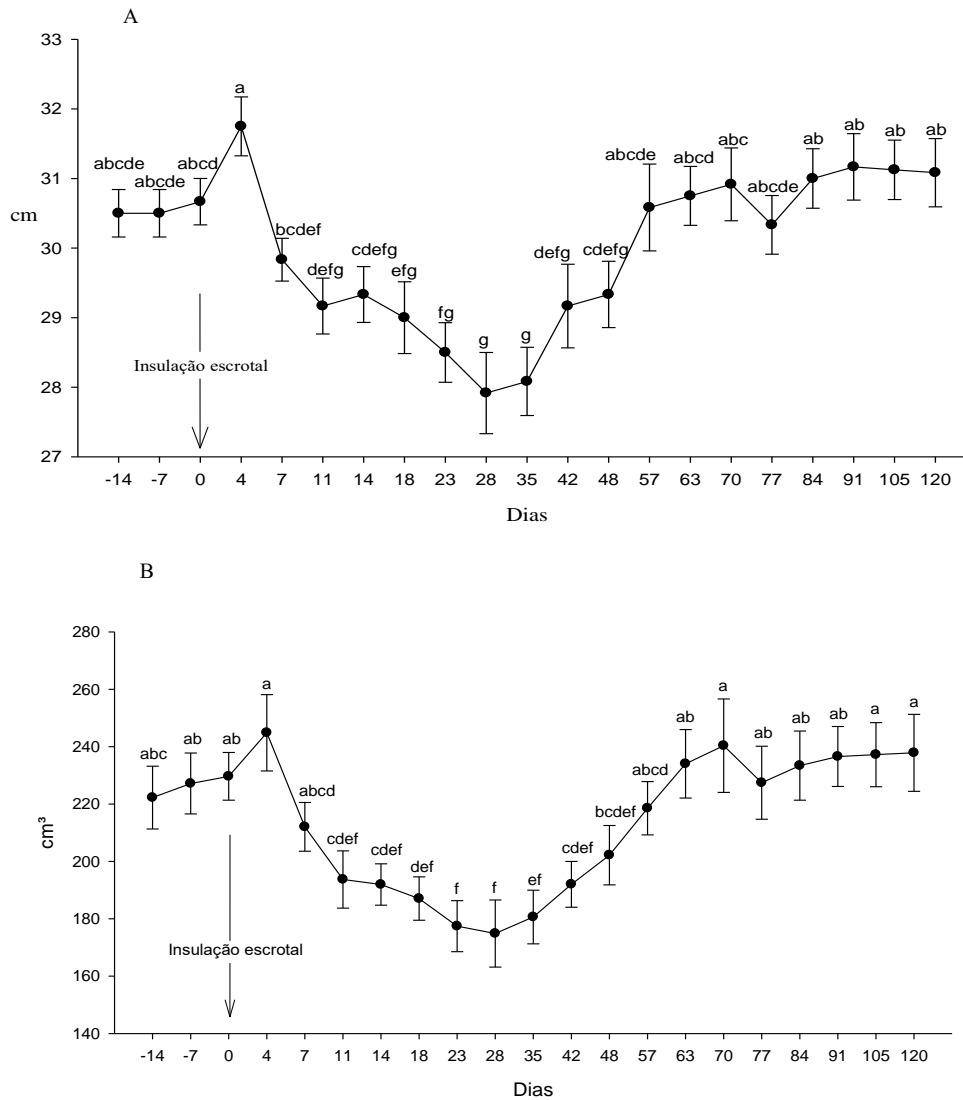 A
33
a
32
abc
ab
ab
ab
ab
abcde
abcd
abcde
abcd
abcde
31
abcde
cm
bcdef
30
cdefg
cdefg
defg
efg
defg
29
fg
g
g
28
Insulação escrotal
27
-14 -7 0 4 7 11 14 18 23 28 35 42 48 57 63 70 77 84 91 105 120
Dias
B
280
a
a
260
a
a
ab
ab
ab
ab
ab
ab
abc
240
abcd
abcd
cm³
220
bcdef
cdef
cdef
cdef
200
def
ef
f
f
180
Insulação escrotal
160
140
-14 -7 0 4 7 11 14 18 23 28 35 42 48 57 63 70 77 84 91 105 120
Dias